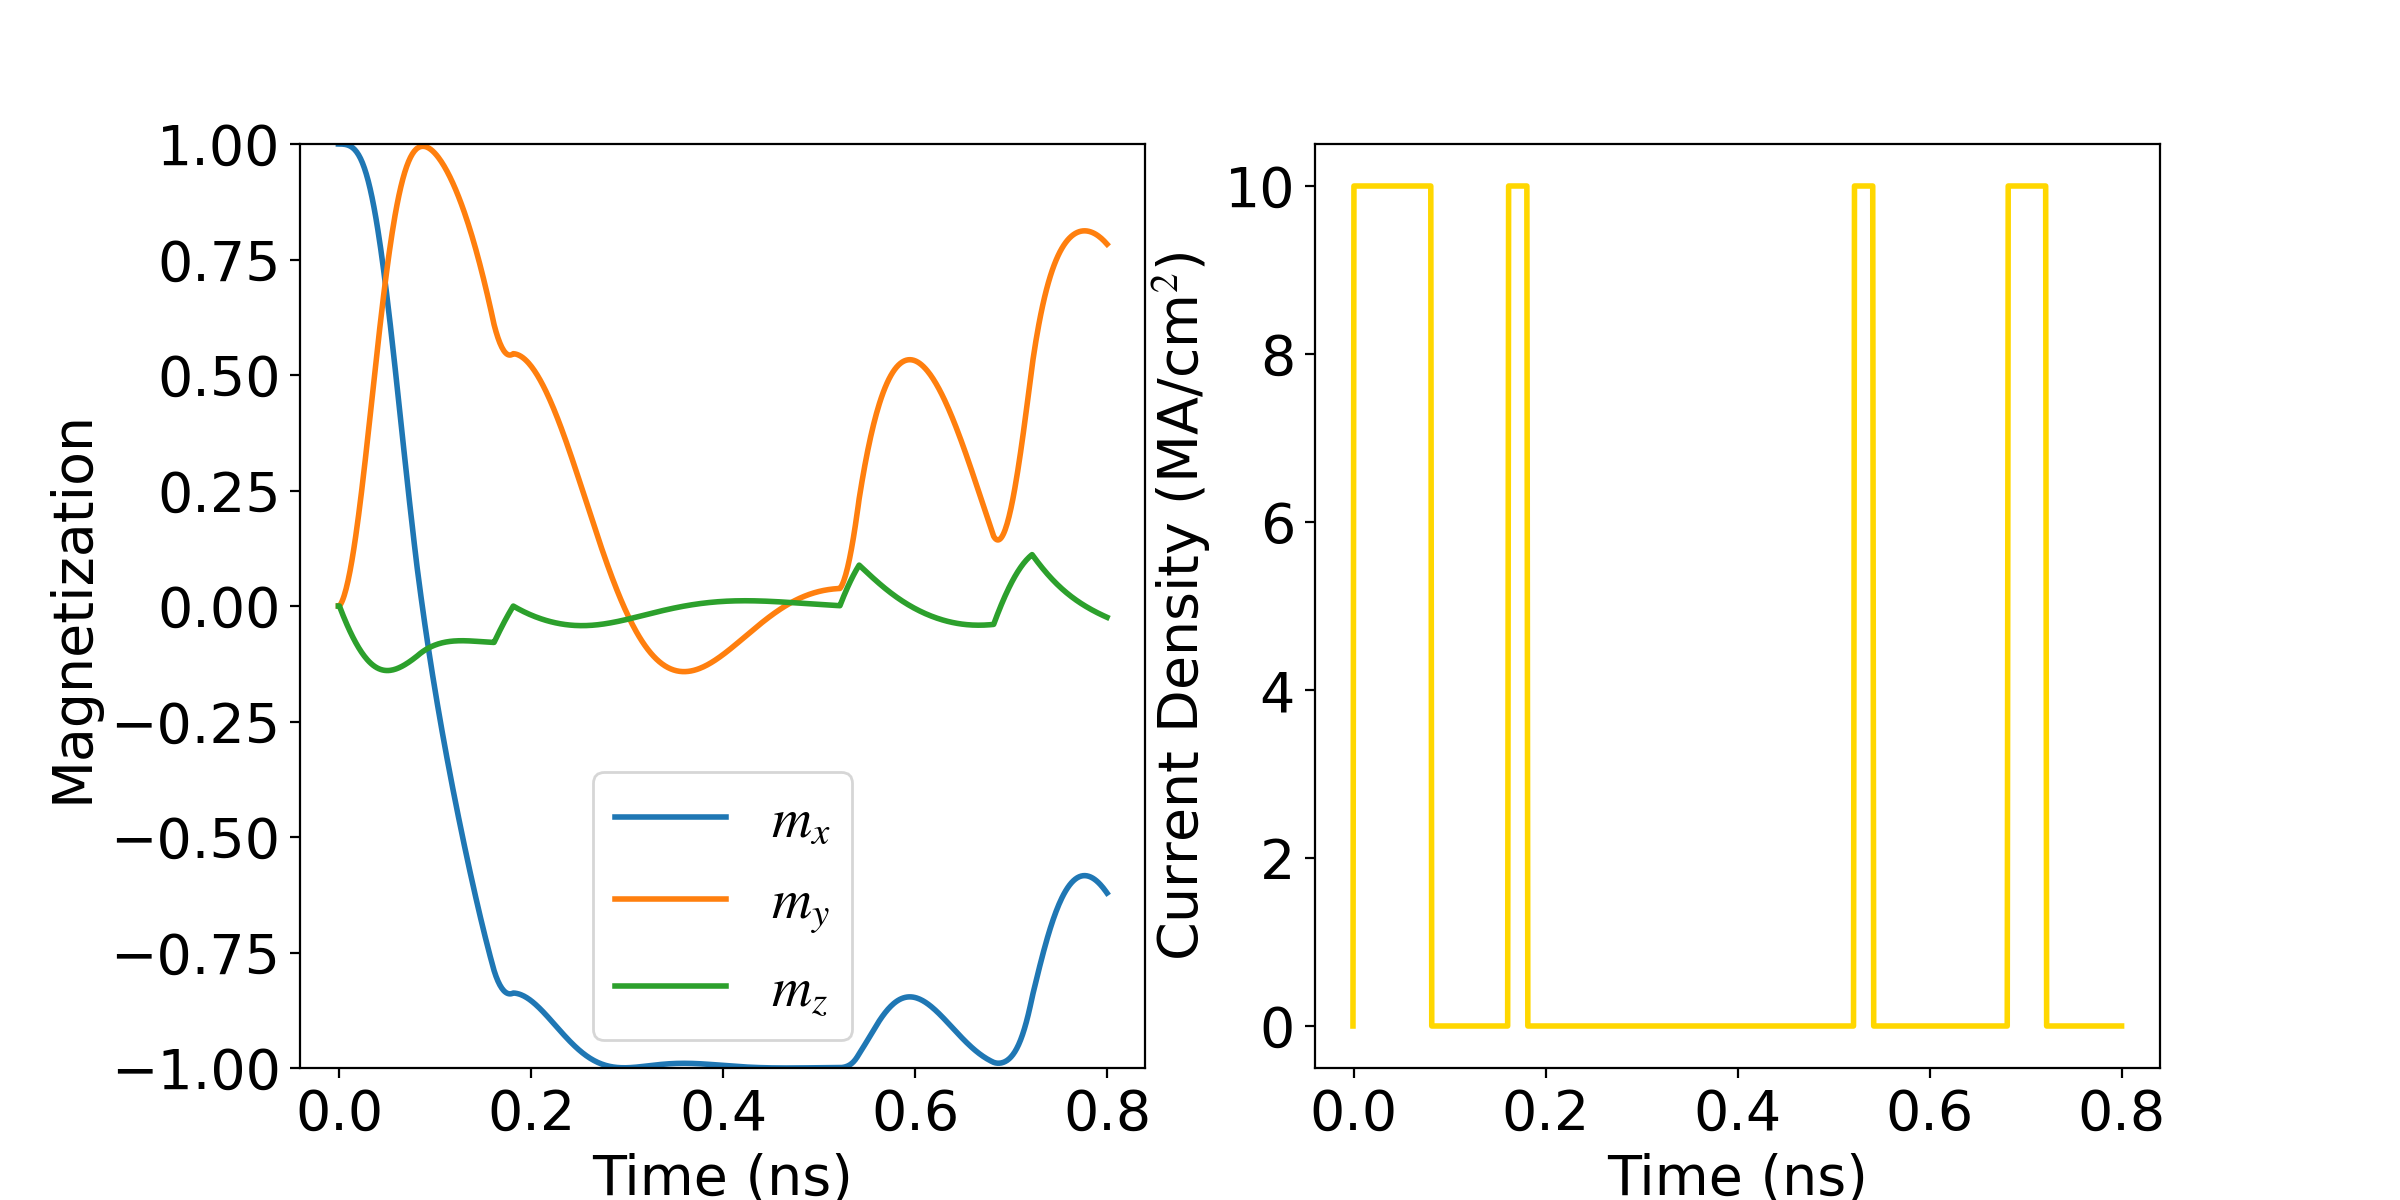 1.00
0.75
0.50
0.25
0.00
−0.25
−0.50
−0.75
−1.00
Magnetization
0.0 0.2 0.4 0.6 0.8
Time (ns)
m_x
m_y
m_z
10
8
6
4
2
0
Current Density (MA/cm²)
0.0 0.2 0.4 0.6 0.8
Time (ns)